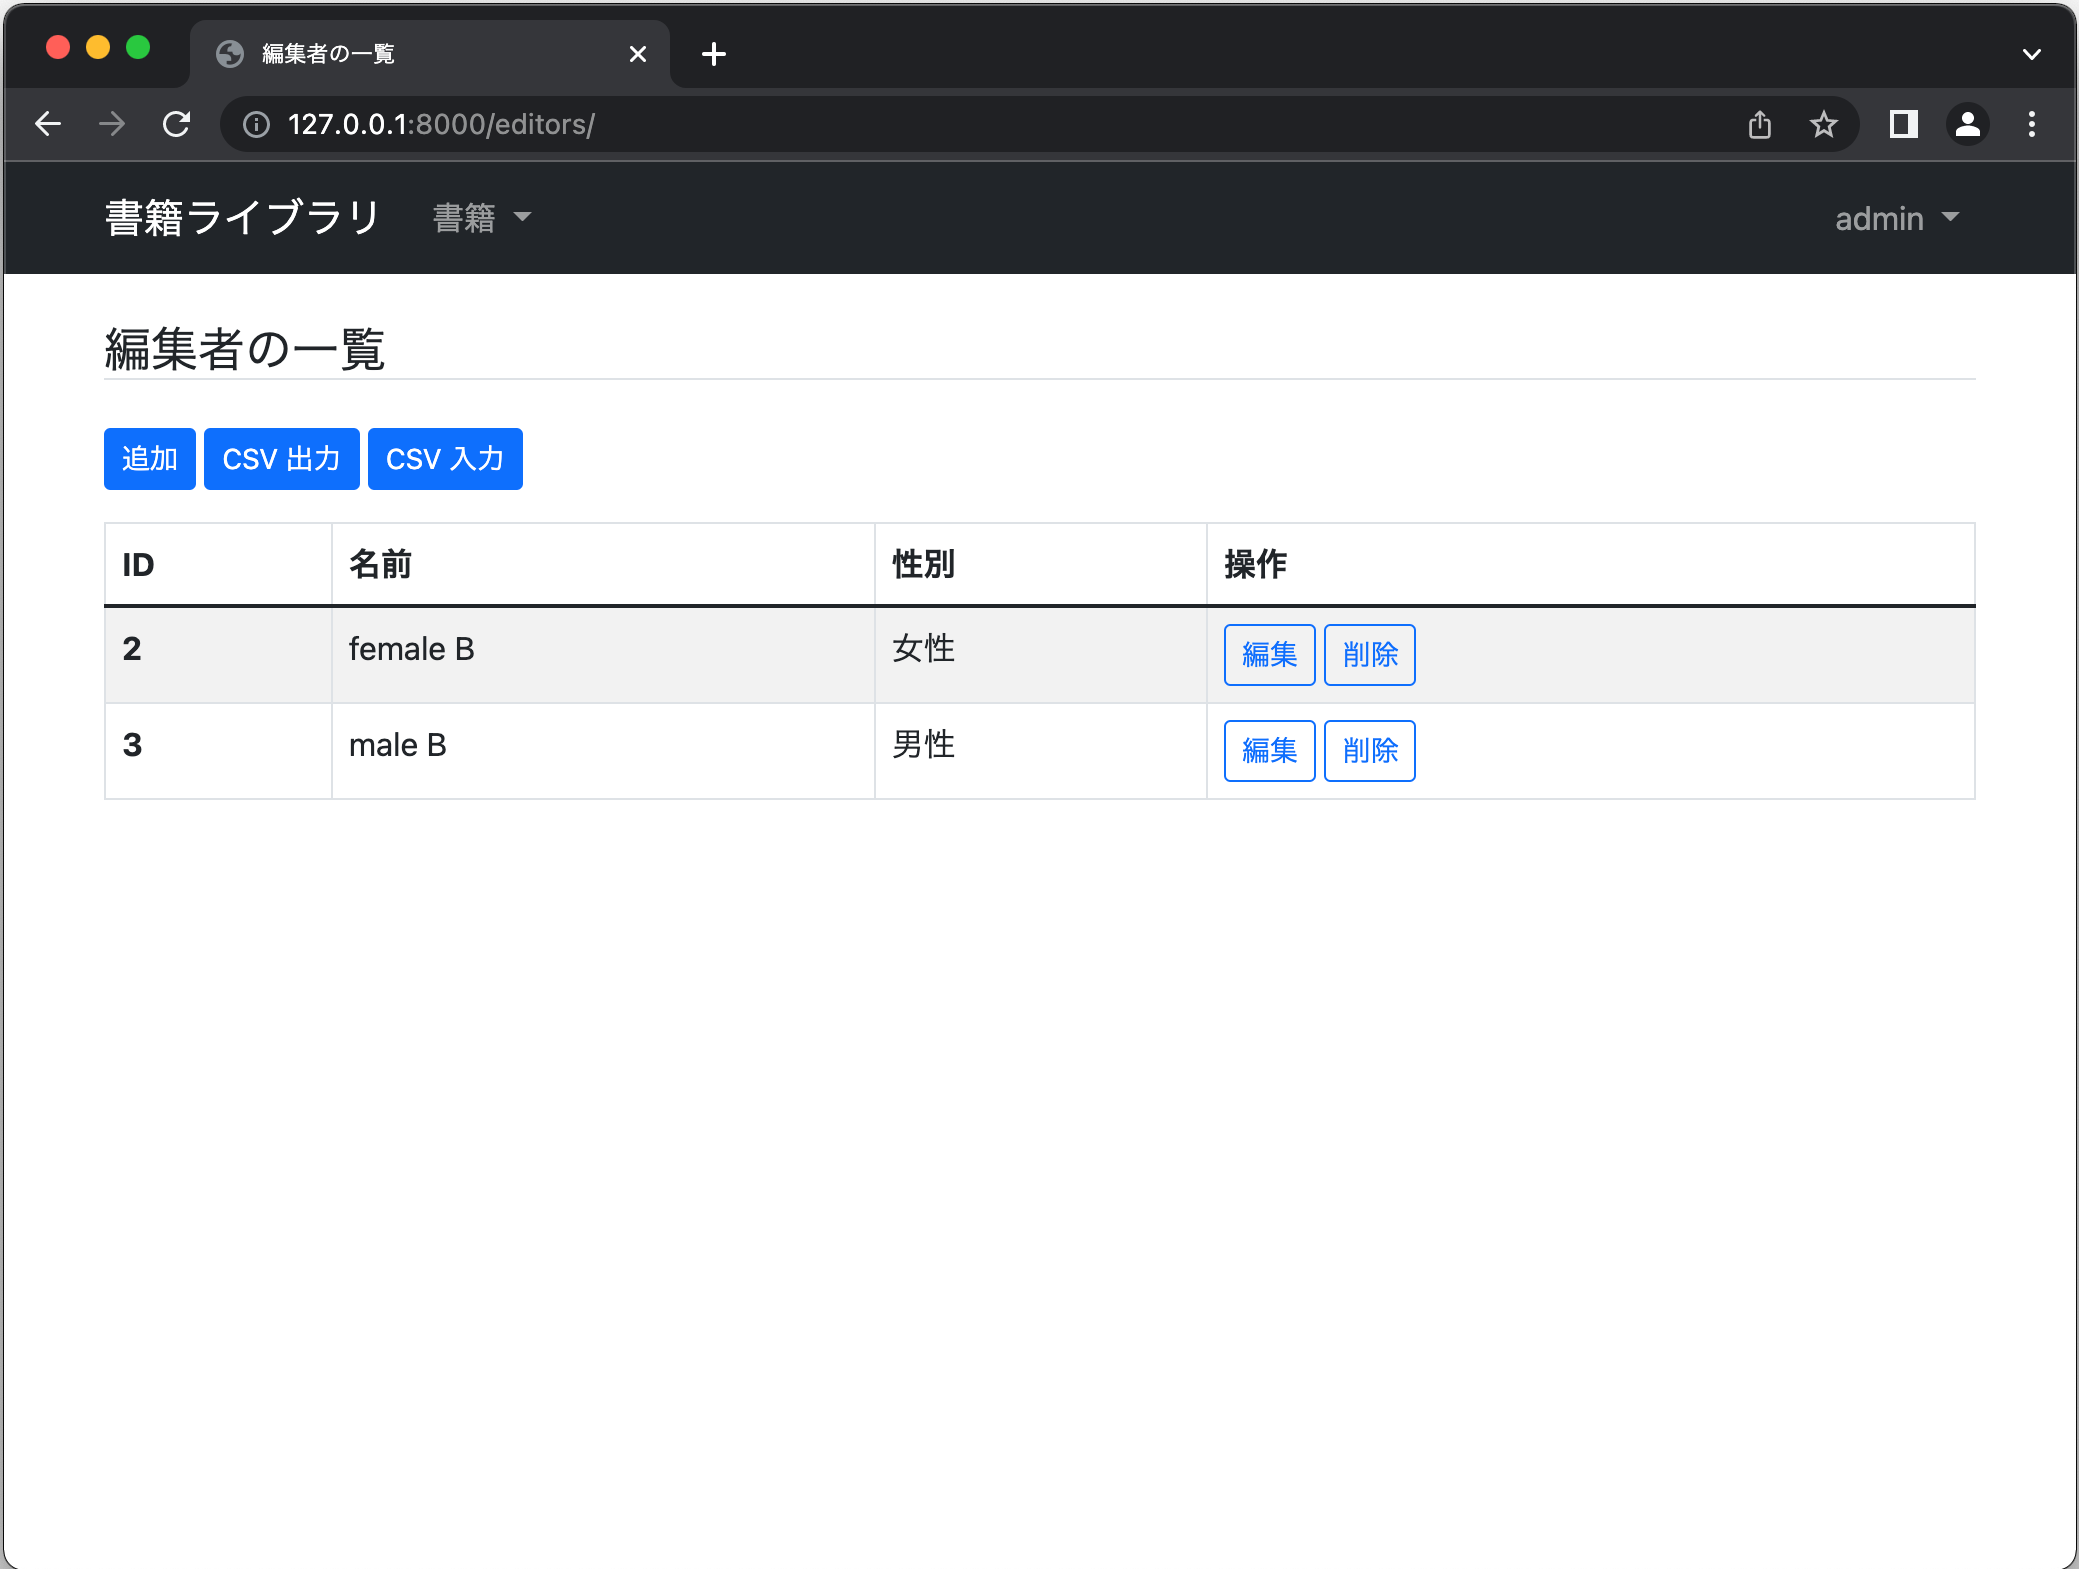 編集者の一覧
127.0.0.1:8000/editors/
書籍ライブラリ 書籍 admin
編集者の一覧
追加 CSV 出力 CSV 入力
ID 名前 性別 操作
2 female B 女性 編集 削除
3 male B 男性 編集 削除